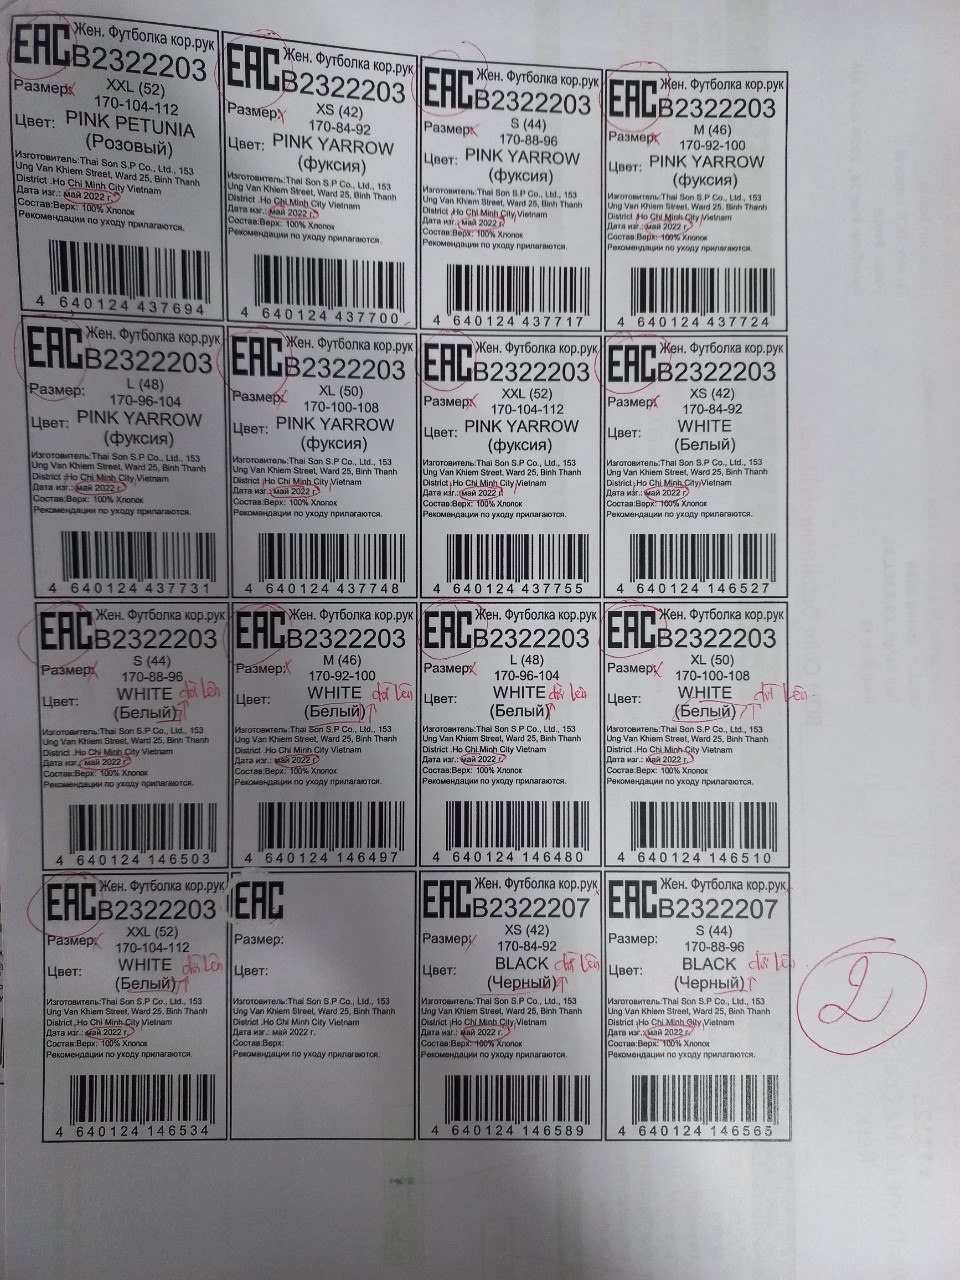 EAC Жен. Футболка кор.рук
B2322203
Размер: XXL (52)
170-104-112
Цвет: PINK PETUNIA
(Розовый)
Изготовитель:Thai Son S.P Co., Ltd., 153
Ung Van Khiem Street, Ward 25, Binh Thanh
District .Ho Chi Minh City Vietnam
Дата изг.: май 2022 г.
Состав:Верх: 100% Хлопок
Рекомендации по уходу прилагаются.
4 640124 437694
EAC Жен. Футболка кор.рук
B2322203
Размер: XS (42)
170-84-92
Цвет: PINK YARROW
(фуксия)
Изготовитель:Thai Son S.P Co., Ltd., 153
Ung Van Khiem Street, Ward 25, Binh Thanh
District .Ho Chi Minh City Vietnam
Дата изг.: май 2022 г.
Состав:Верх: 100% Хлопок
Рекомендации по уходу прилагаются.
4 640124 437700
EAC Жен. Футболка кор.рук
B2322203
Размер: S (44)
170-88-96
Цвет: PINK YARROW
(фуксия)
Изготовитель:Thai Son S.P Co., Ltd., 153
Ung Van Khiem Street, Ward 25, Binh Thanh
District .Ho Chi Minh City Vietnam
Дата изг.: май 2022 г.
Состав:Верх: 100% Хлопок
Рекомендации по уходу прилагаются.
4 640124 437717
EAC Жен. Футболка кор.рук
B2322203
Размер: M (46)
170-92-100
Цвет: PINK YARROW
(фуксия)
Изготовитель:Thai Son S.P Co., Ltd., 153
Ung Van Khiem Street, Ward 25, Binh Thanh
District .Ho Chi Minh City Vietnam
Дата изг.: май 2022 г.
Состав:Верх: 100% Хлопок
Рекомендации по уходу прилагаются.
4 640124 437724
EAC Жен. Футболка кор.рук
B2322203
Размер: L (48)
170-96-104
Цвет: PINK YARROW
(фуксия)
Изготовитель:Thai Son S.P Co., Ltd., 153
Ung Van Khiem Street, Ward 25, Binh Thanh
District .Ho Chi Minh City Vietnam
Дата изг.: май 2022 г.
Состав:Верх: 100% Хлопок
Рекомендации по уходу прилагаются.
4 640124 437731
EAC Жен. Футболка кор.рук
B2322203
Размер: XL (50)
170-100-108
Цвет: PINK YARROW
(фуксия)
Изготовитель:Thai Son S.P Co., Ltd., 153
Ung Van Khiem Street, Ward 25, Binh Thanh
District .Ho Chi Minh City Vietnam
Дата изг.: май 2022 г.
Состав:Верх: 100% Хлопок
Рекомендации по уходу прилагаются.
4 640124 437748
EAC Жен. Футболка кор.рук
B2322203
Размер: XXL (52)
170-104-112
Цвет: PINK YARROW
(фуксия)
Изготовитель:Thai Son S.P Co., Ltd., 153
Ung Van Khiem Street, Ward 25, Binh Thanh
District .Ho Chi Minh City Vietnam
Дата изг.: май 2022 г.
Состав:Верх: 100% Хлопок
Рекомендации по уходу прилагаются.
4 640124 437755
EAC Жен. Футболка кор.рук
B2322203
Размер: XS (42)
170-84-92
Цвет: WHITE
(Белый)
Изготовитель:Thai Son S.P Co., Ltd., 153
Ung Van Khiem Street, Ward 25, Binh Thanh
District .Ho Chi Minh City Vietnam
Дата изг.: май 2022 г.
Состав:Верх: 100% Хлопок
Рекомендации по уходу прилагаются.
4 640124 146527
EAC Жен. Футболка кор.рук
B2322203
Размер: S (44)
170-88-96
Цвет: WHITE dời lên
(Белый)
Изготовитель:Thai Son S.P Co., Ltd., 153
Ung Van Khiem Street, Ward 25, Binh Thanh
District .Ho Chi Minh City Vietnam
Дата изг.: май 2022 г.
Состав:Верх: 100% Хлопок
Рекомендации по уходу прилагаются.
4 640124 146503
EAC Жен. Футболка кор.рук
B2322203
Размер: M (46)
170-92-100
Цвет: WHITE dời lên
(Белый)
Изготовитель:Thai Son S.P Co., Ltd., 153
Ung Van Khiem Street, Ward 25, Binh Thanh
District .Ho Chi Minh City Vietnam
Дата изг.: май 2022 г.
Состав:Верх: 100% Хлопок
Рекомендации по уходу прилагаются.
4 640124 146497
EAC Жен. Футболка кор.рук
B2322203
Размер: L (48)
170-96-104
Цвет: WHITE dời lên
(Белый)
Изготовитель:Thai Son S.P Co., Ltd., 153
Ung Van Khiem Street, Ward 25, Binh Thanh
District .Ho Chi Minh City Vietnam
Дата изг.: май 2022 г.
Состав:Верх: 100% Хлопок
Рекомендации по уходу прилагаются.
4 640124 146480
EAC Жен. Футболка кор.рук
B2322203
Размер: XL (50)
170-100-108
Цвет: WHITE dời lên
(Белый)
Изготовитель:Thai Son S.P Co., Ltd., 153
Ung Van Khiem Street, Ward 25, Binh Thanh
District .Ho Chi Minh City Vietnam
Дата изг.: май 2022 г.
Состав:Верх: 100% Хлопок
Рекомендации по уходу прилагаются.
4 640124 146510
EAC Жен. Футболка кор.рук
B2322203
Размер: XXL (52)
170-104-112
Цвет: WHITE dời lên
(Белый)
Изготовитель:Thai Son S.P Co., Ltd., 153
Ung Van Khiem Street, Ward 25, Binh Thanh
District .Ho Chi Minh City Vietnam
Дата изг.: май 2022 г.
Состав:Верх: 100% Хлопок
Рекомендации по уходу прилагаются.
4 640124 146534
EAC
Размер:
Цвет:
Изготовитель:Thai Son S.P Co., Ltd., 153
Ung Van Khiem Street, Ward 25, Binh Thanh
District .Ho Chi Minh City Vietnam
Дата изг.: май 2022 г.
Состав:Верх:
Рекомендации по уходу прилагаются.
EAC Жен. Футболка кор.рук
B2322207
Размер: XS (42)
170-84-92
Цвет: BLACK dời lên
(Черный)
Изготовитель:Thai Son S.P Co., Ltd., 153
Ung Van Khiem Street, Ward 25, Binh Thanh
District .Ho Chi Minh City Vietnam
Дата изг.: май 2022 г.
Состав:Верх: 100% Хлопок
Рекомендации по уходу прилагаются.
4 640124 146589
EAC Жен. Футболка кор.рук
B2322207
Размер: S (44)
170-88-96
Цвет: BLACK dời lên
(Черный)
Изготовитель:Thai Son S.P Co., Ltd., 153
Ung Van Khiem Street, Ward 25, Binh Thanh
District .Ho Chi Minh City Vietnam
Дата изг.: май 2022 г.
Состав:Верх: 100% Хлопок
Рекомендации по уходу прилагаются.
4 640124 146565
2